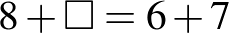 8 + □ = 6 + 7